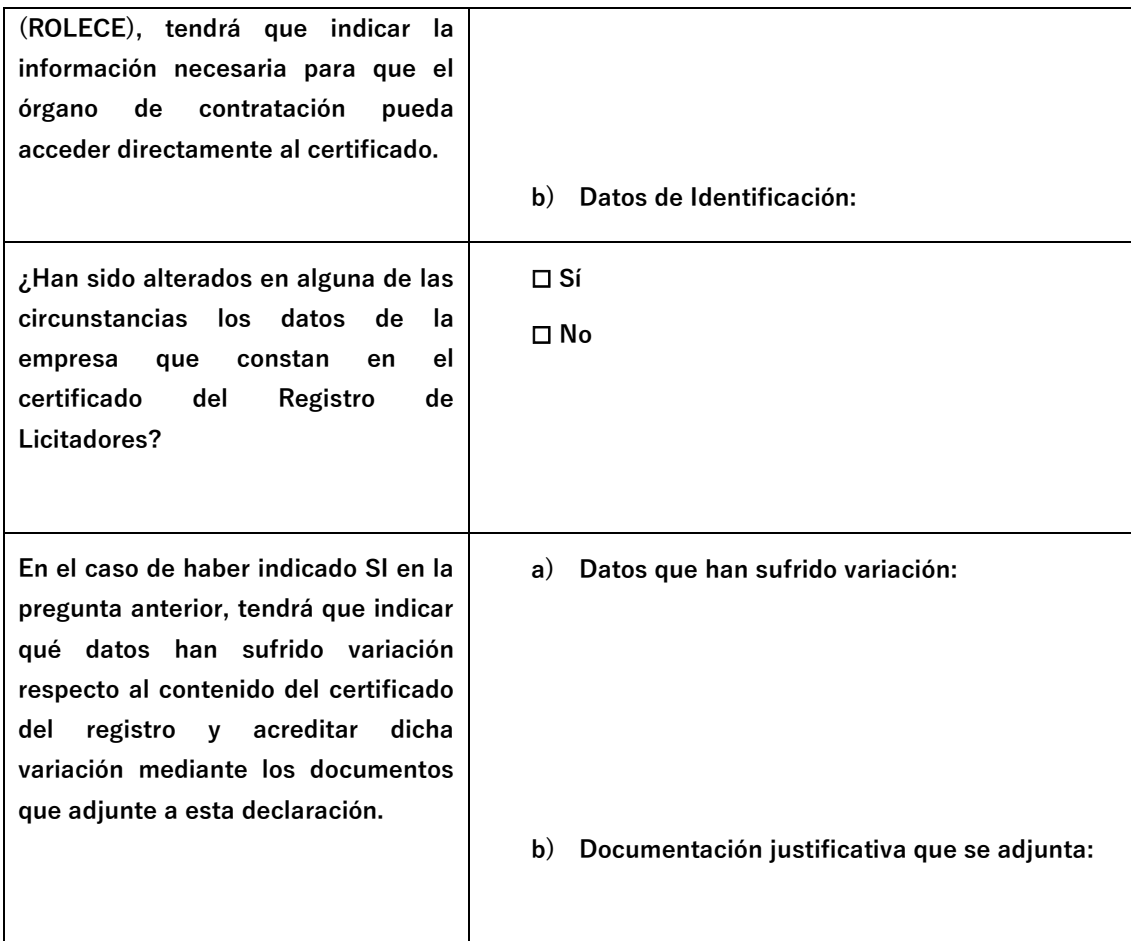 (ROLECE), tendrá que indicar la
información necesaria para que el
órgano de contratación pueda
acceder directamente al certificado.
b) Datos de Identificación:
¿Han sido alterados en alguna de las
circunstancias los datos de la
empresa que constan en el
certificado del Registro de
Licitadores?
☐ Sí
☐ No
En el caso de haber indicado SI en la
pregunta anterior, tendrá que indicar
qué datos han sufrido variación
respecto al contenido del certificado
del registro y acreditar dicha
variación mediante los documentos
que adjunte a esta declaración.
a) Datos que han sufrido variación:
b) Documentación justificativa que se adjunta: